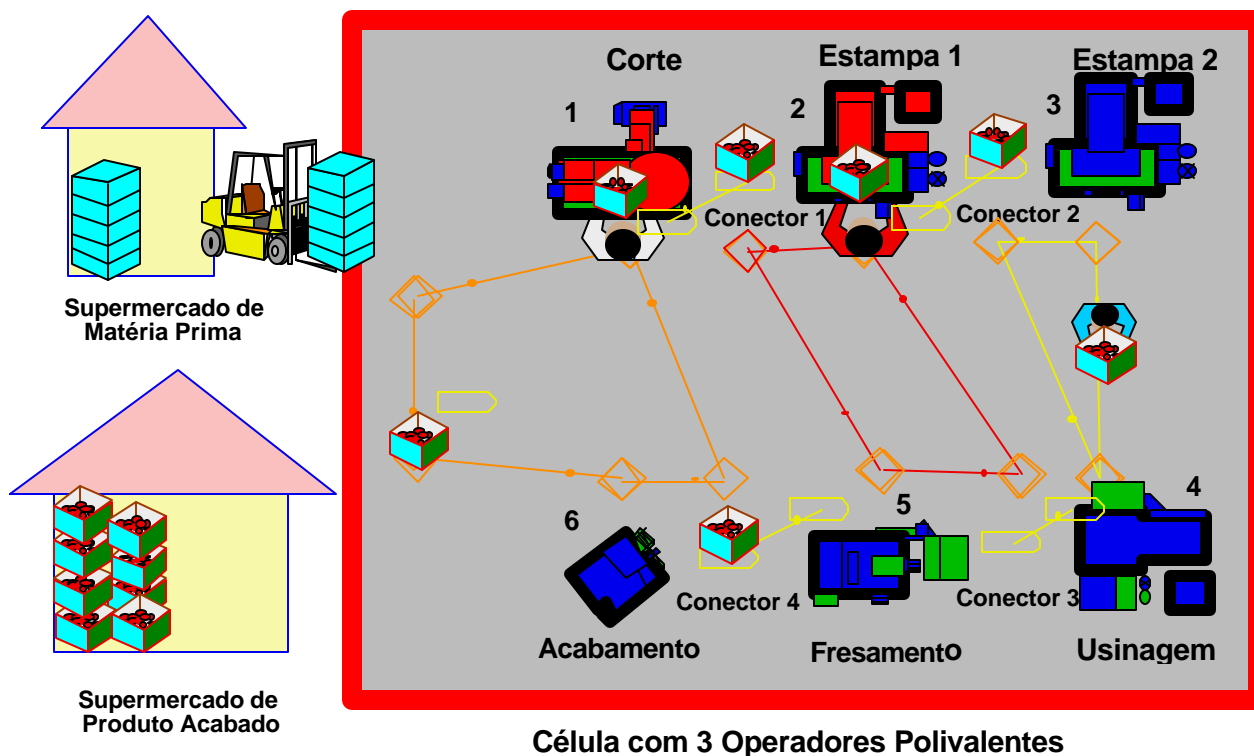 Corte
Estampa 1
Estampa 2
1
2
3
Conector 1
Conector 2
Supermercado de
Matéria Prima
6
5
4
Conector 4
Conector 3
Acabamento
Fresamento
Usinagem
Supermercado de
Produto Acabado
Célula com 3 Operadores Polivalentes